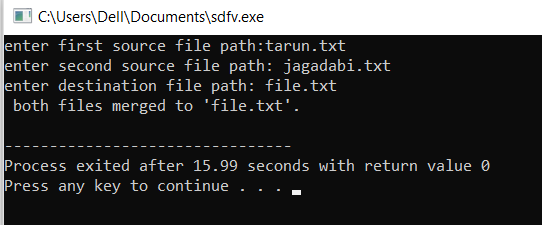 C:\Users\Dell\Documents\sdfv.exe
enter first source file path:tarun.txt
enter second source file path: jagadabi.txt
enter destination file path: file.txt
 both files merged to 'file.txt'.
--------------------------------
Process exited after 15.99 seconds with return value 0
Press any key to continue . . .